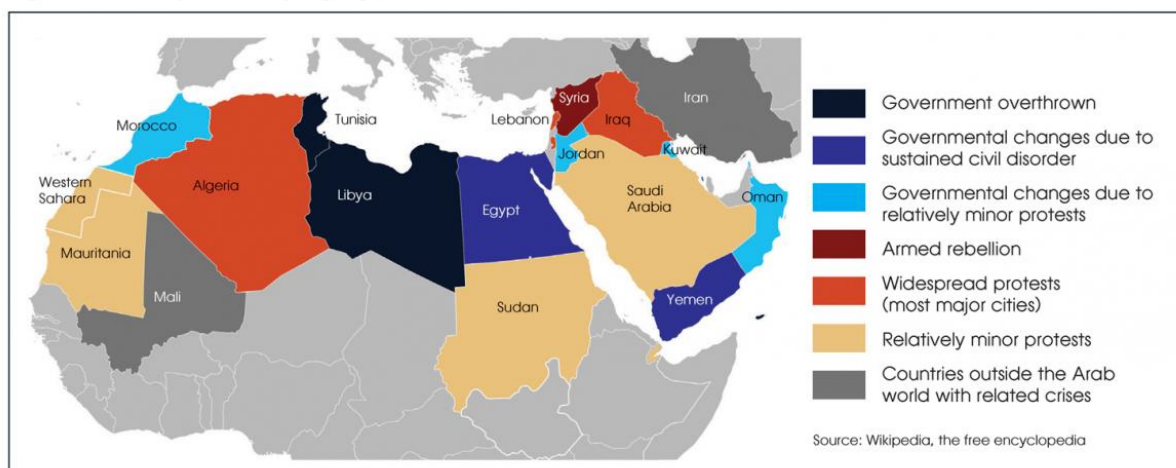 Morocco
Tunisia
Lebanon
Syria
Iraq
Iran
Jordan
Kuwait
Western
Sahara
Algeria
Libya
Egypt
Saudi
Arabia
Oman
Mauritania
Mali
Sudan
Yemen
Government overthrown
Governmental changes due to
sustained civil disorder
Governmental changes due to
relatively minor protests
Armed rebellion
Widespread protests
(most major cities)
Relatively minor protests
Countries outside the Arab
world with related crises
Source: Wikipedia, the free encyclopedia